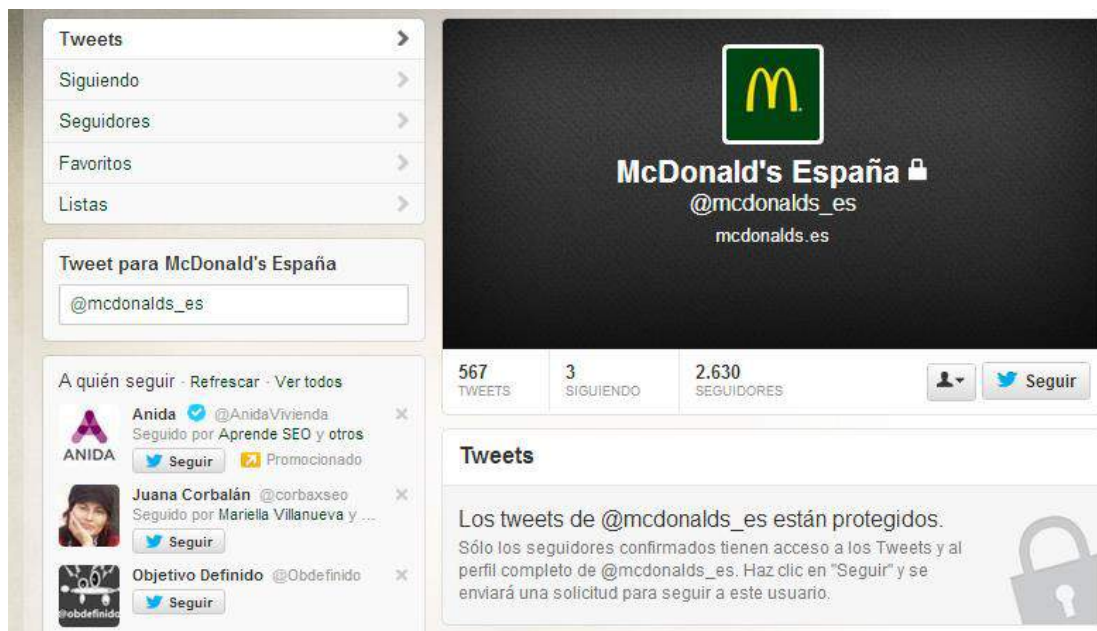 Tweets
Siguiendo
Seguidores
Favoritos
Listas
Tweet para McDonald's España
@mcdonalds_es
A quién seguir · Refrescar · Ver todos
Anida @AnidaVivienda
Seguido por Aprende SEO y otros
ANIDA
Seguir Promocionado
Juana Corbalán @corbaxseo
Seguido por Mariella Villanueva y ...
Seguir
Objetivo Definido @Obdefinido
Seguir
@obdefinido
McDonald's España
@mcdonalds_es
mcdonalds.es
567 3 2.630
TWEETS SIGUIENDO SEGUIDORES
Seguir
Tweets
Los tweets de @mcdonalds_es están protegidos.
Sólo los seguidores confirmados tienen acceso a los Tweets y al
perfil completo de @mcdonalds_es. Haz clic en "Seguir" y se
enviará una solicitud para seguir a este usuario.